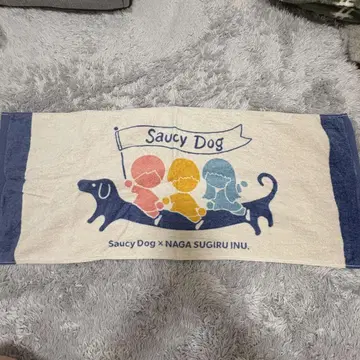 Saucy Dog
Saucy Dog × NAGA SUGIRU INU.